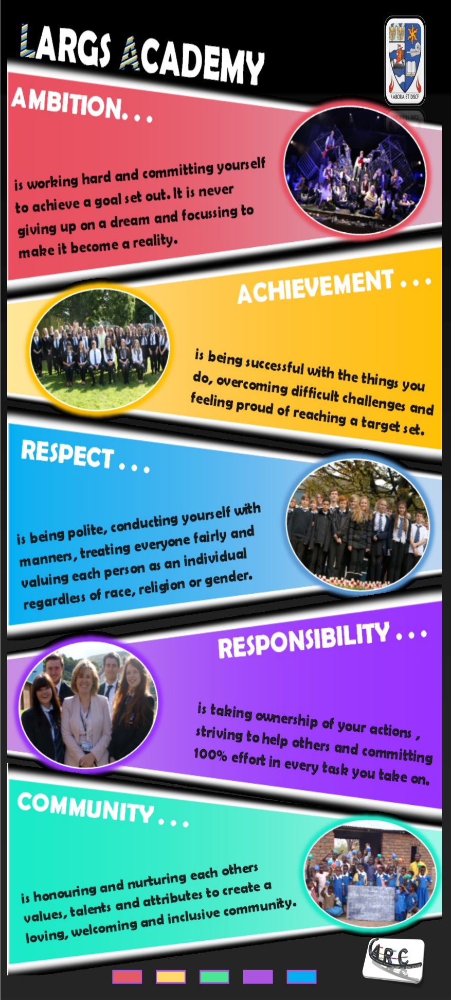 LARGS ACADEMY
LABORA ET DISCE
AMBITION. . .
is working hard and committing yourself
to achieve a goal set out. It is never
giving up on a dream and focussing to
make it become a reality.
ACHIEVEMENT . . .
is being successful with the things you
do, overcoming difficult challenges and
feeling proud of reaching a target set.
RESPECT . . .
is being polite, conducting yourself with
manners, treating everyone fairly and
valuing each person as an individual
regardless of race, religion or gender.
RESPONSIBILITY . . .
is taking ownership of your actions ,
striving to help others and committing
100% effort in every task you take on.
COMMUNITY . . .
is honouring and nurturing each others
values, talents and attributes to create a
loving, welcoming and inclusive community.
ARC